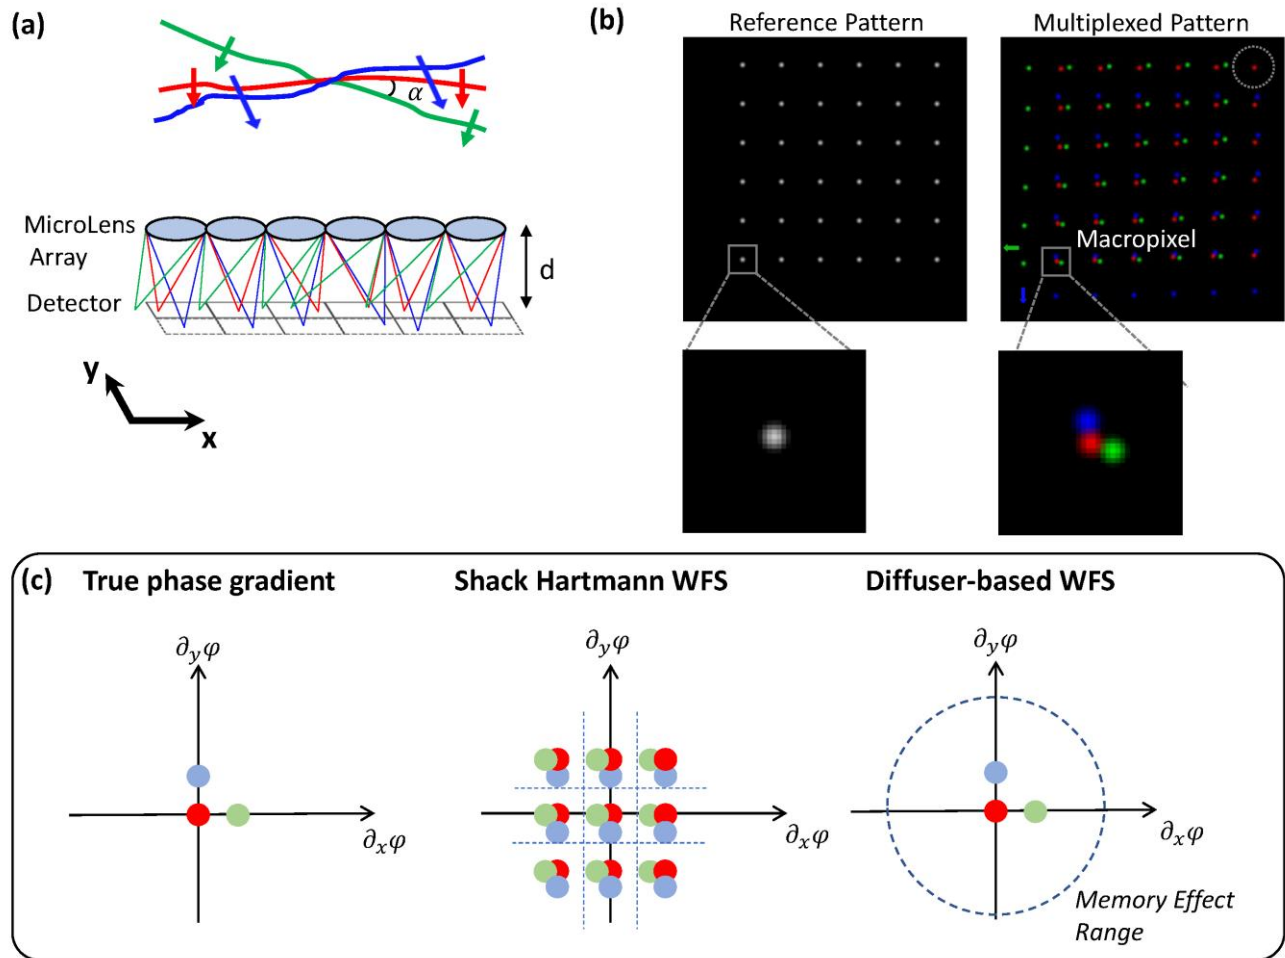 (a)
α
MicroLens
Array
Detector
d
y
x
(b)
Reference Pattern
Multiplexed Pattern
Macropixel
(c)
True phase gradient
Shack Hartmann WFS
Diffuser-based WFS
∂yφ
∂xφ
∂yφ
∂xφ
∂yφ
∂xφ
Memory Effect
Range